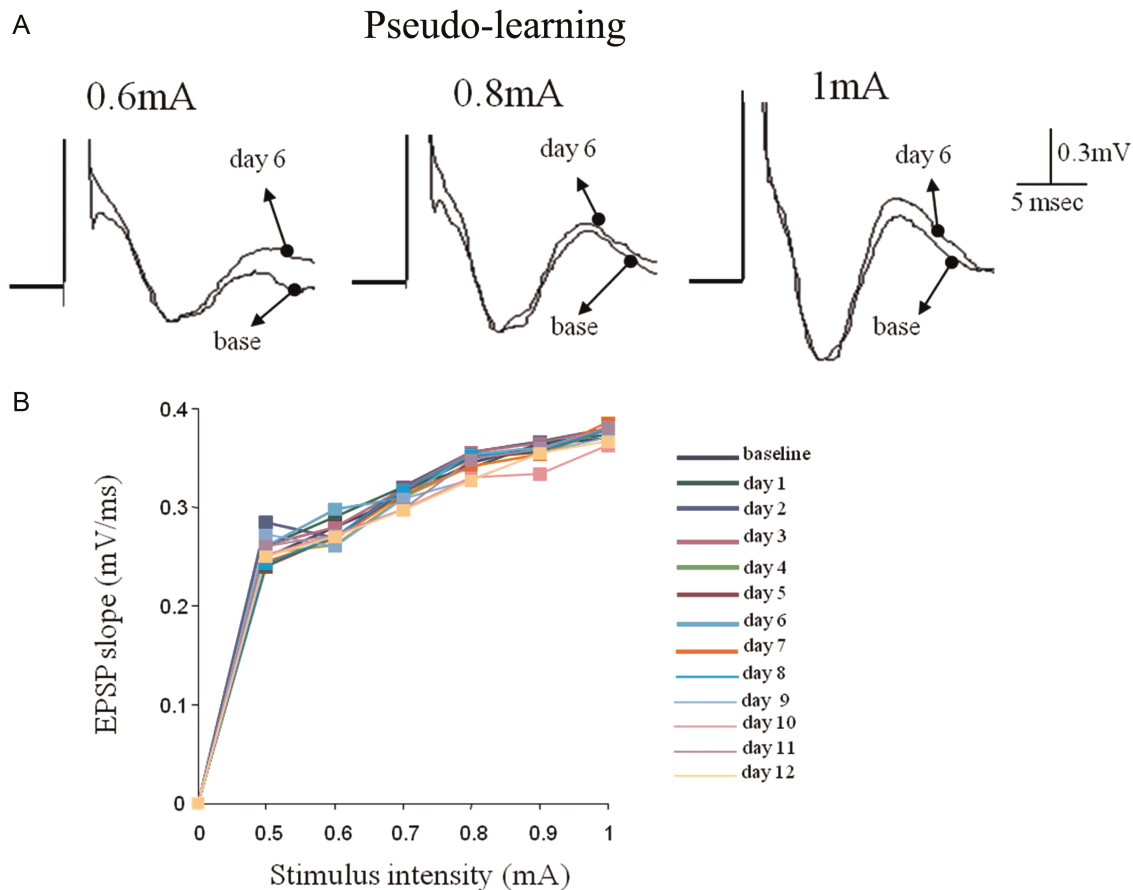 A
Pseudo-learning
0.6mA
0.8mA
1mA
day 6
day 6
day 6
0.3mV
5 msec
base
base
base
B
EPSP slope (mV/ms)
0.4
0.3
0.2
0.1
0
0 0.5 0.6 0.7 0.8 0.9 1
Stimulus intensity (mA)
baseline
day 1
day 2
day 3
day 4
day 5
day 6
day 7
day 8
day 9
day 10
day 11
day 12